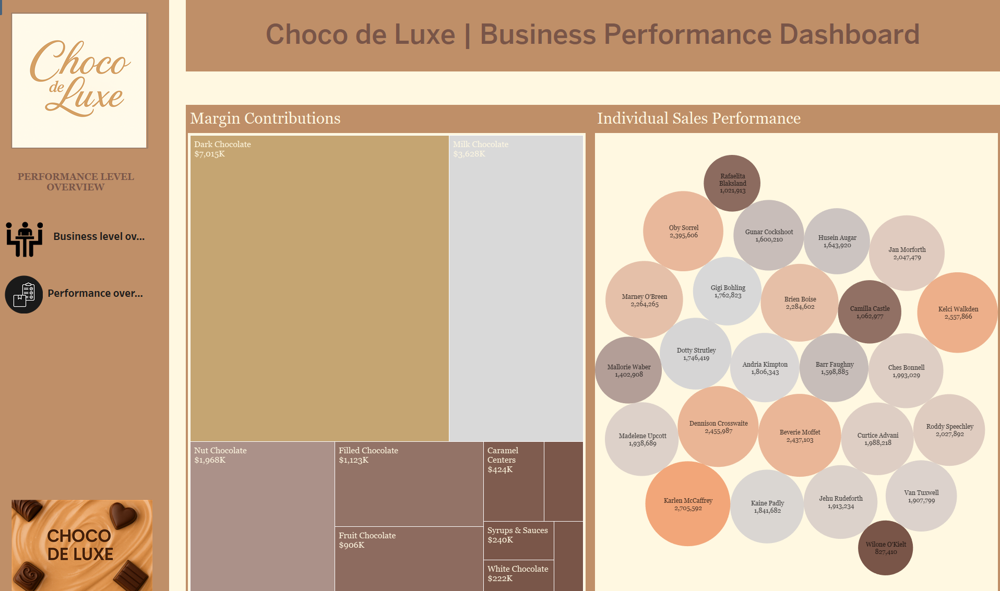 Choco
de
Luxe
PERFORMANCE LEVEL
OVERVIEW
Business level ov...
Performance over...
CHOCO
DE LUXE
Choco de Luxe | Business Performance Dashboard
Margin Contributions
Dark Chocolate
$7,015K
Milk Chocolate
$3,628K
Nut Chocolate
$1,968K
Filled Chocolate
$1,123K
Fruit Chocolate
$906K
Caramel
Centers
$424K
Syrups & Sauces
$240K
White Chocolate
$222K
Individual Sales Performance
Rafaelita
Blaksland
1,021,913
Oby Sorrel
2,395,606
Gunar Cockshoot
1,600,210
Husein Augar
1,643,920
Jan Morforth
2,047,479
Marney O'Breen
2,264,265
Gigi Bohling
1,762,823
Brien Boise
2,284,602
Camilla Castle
1,062,977
Kelci Walkden
2,557,866
Mallorie Waber
1,402,908
Dotty Strutley
1,746,419
Andria Kimpton
1,806,343
Barr Faughny
1,598,885
Ches Bonnell
1,993,029
Madelene Upcott
1,938,689
Dennison Crosswaite
2,455,987
Beverie Moffet
2,437,103
Curtice Advani
1,988,218
Roddy Speechley
2,027,892
Karlen McCaffrey
2,705,592
Kaine Padly
1,841,682
Jehu Rudeforth
1,913,234
Van Tuxwell
1,907,799
Wilone O'Kielt
827,410